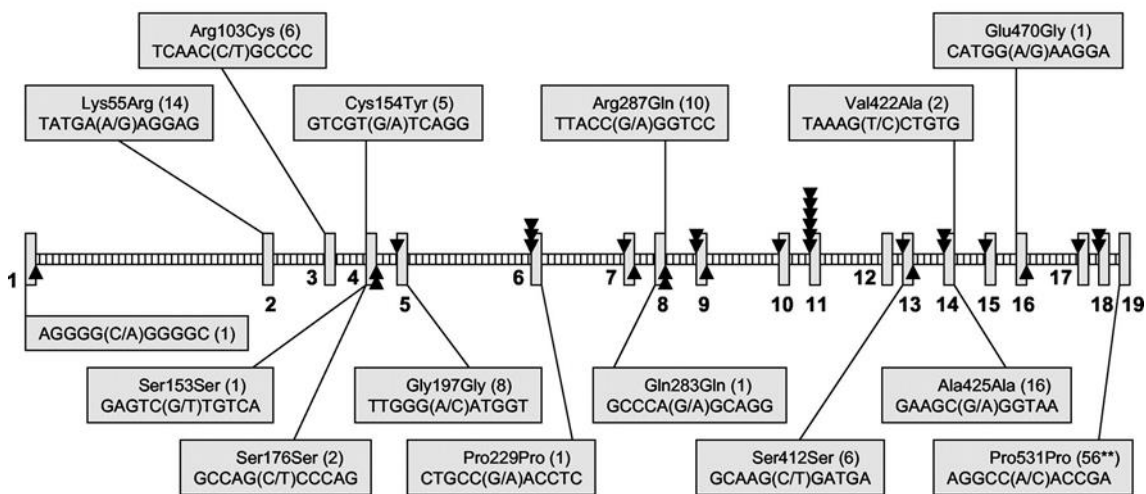 Arg103Cys (6)
TCAAC(C/T)GCCCC
Glu470Gly (1)
CATGG(A/G)AAGGA
Lys55Arg (14)
TATGA(A/G)AGGAG
Cys154Tyr (5)
GTCGT(G/A)TCAGG
Arg287Gln (10)
TTACC(G/A)GGTCC
Val422Ala (2)
TAAAG(T/C)CTGTG
1 2 3 4 5 6 7 8 9 10 11 12 13 14 15 16 17 18 19
AGGGG(C/A)GGGGC (1)
Ser153Ser (1)
GAGTC(G/T)TGTCA
Gly197Gly (8)
TTGGG(A/C)ATGGT
Gln283Gln (1)
GCCCA(G/A)GCAGG
Ala425Ala (16)
GAAGC(G/A)GGTAA
Ser176Ser (2)
GCCAG(C/T)CCCAG
Pro229Pro (1)
CTGCC(G/A)ACCTC
Ser412Ser (6)
GCAAG(C/T)GATGA
Pro531Pro (56**)
AGGCC(A/C)ACCGA